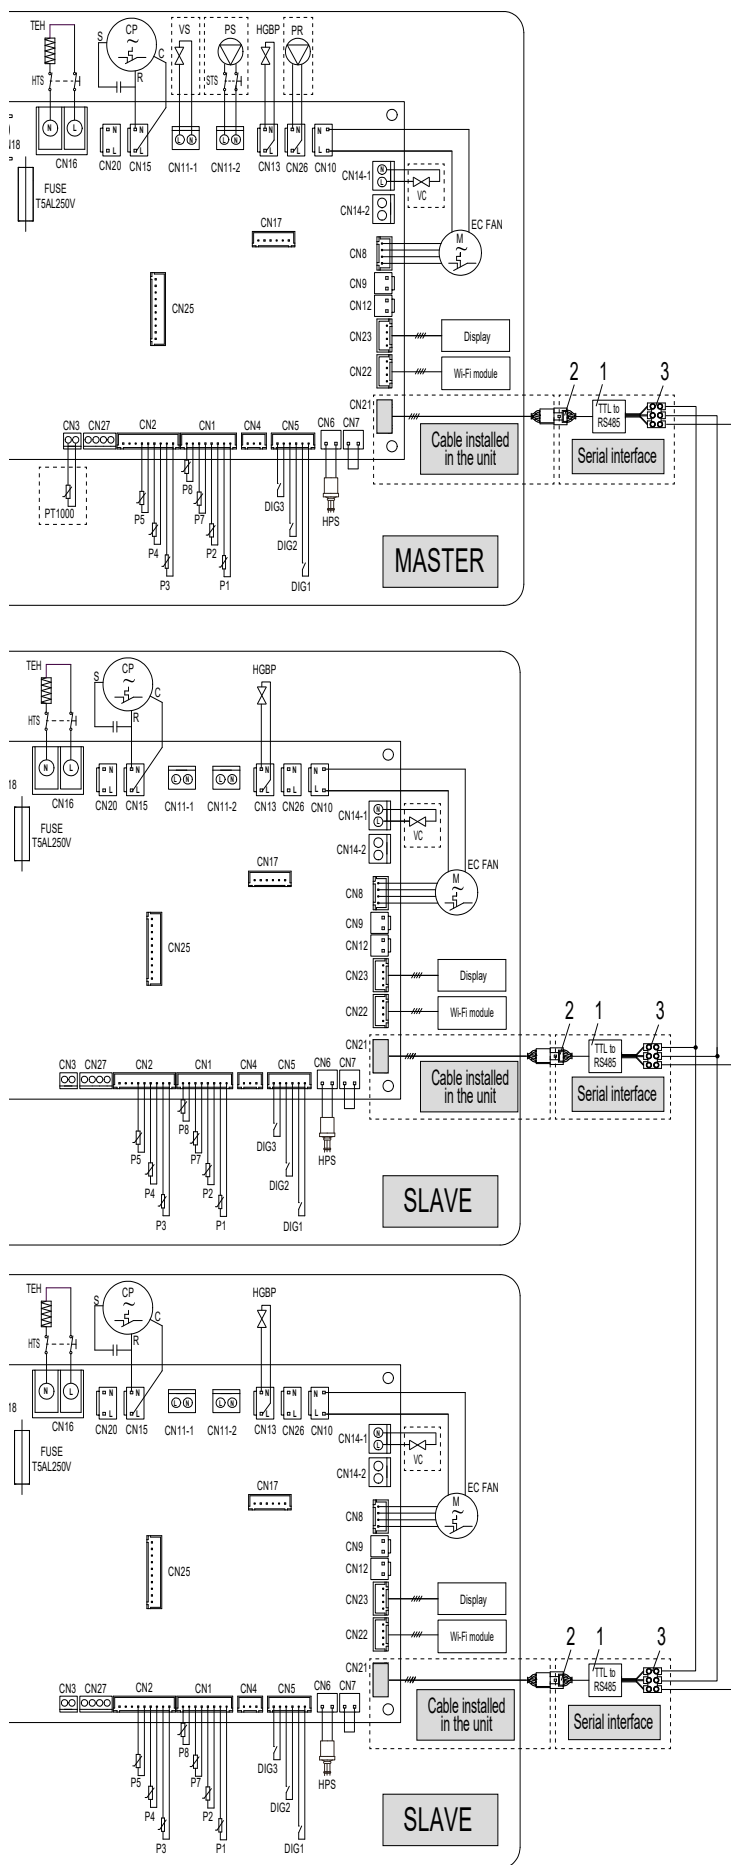 TEH
CP
VS
PS
HGBP
PR
S
C
HTS
STS
R
N
L
N
L
N
L
L
N
L
N
N
L
N
L
N
L
N18
CN16
CN20
CN15
CN11-1
CN11-2
CN13
CN26
CN10
CN14-1
N
L
VC
FUSE
T5AL250V
CN14-2
CN17
EC FAN
M
CN8
CN9
CN25
CN12
CN23
Display
CN22
Wi-Fi module
2
1
3
CN21
TTL to
RS485
CN3
CN27
CN2
CN1
CN4
CN5
CN6
CN7
Cable installed
in the unit
Serial interface
P8
DIG3
PT1000
P5
P7
HPS
P4
P2
DIG2
P3
P1
DIG1
MASTER
TEH
CP
HGBP
S
C
HTS
R
N
L
N
L
N
L
L
N
L
N
N
L
N
L
N
L
18
CN16
CN20
CN15
CN11-1
CN11-2
CN13
CN26
CN10
CN14-1
N
L
VC
FUSE
T5AL250V
CN14-2
CN17
EC FAN
M
CN8
CN9
CN25
CN12
CN23
Display
CN22
Wi-Fi module
2
1
3
CN21
TTL to
RS485
CN3
CN27
CN2
CN1
CN4
CN5
CN6
CN7
Cable installed
in the unit
Serial interface
P8
DIG3
P5
P7
HPS
P4
P2
DIG2
P3
P1
DIG1
SLAVE
TEH
CP
HGBP
S
C
HTS
R
N
L
N
L
N
L
L
N
L
N
N
L
N
L
N
L
18
CN16
CN20
CN15
CN11-1
CN11-2
CN13
CN26
CN10
CN14-1
N
L
VC
FUSE
T5AL250V
CN14-2
CN17
EC FAN
M
CN8
CN9
CN25
CN12
CN23
Display
CN22
Wi-Fi module
2
1
3
CN21
TTL to
RS485
CN3
CN27
CN2
CN1
CN4
CN5
CN6
CN7
Cable installed
in the unit
Serial interface
P8
DIG3
P5
P7
HPS
P4
P2
DIG2
P3
P1
DIG1
SLAVE